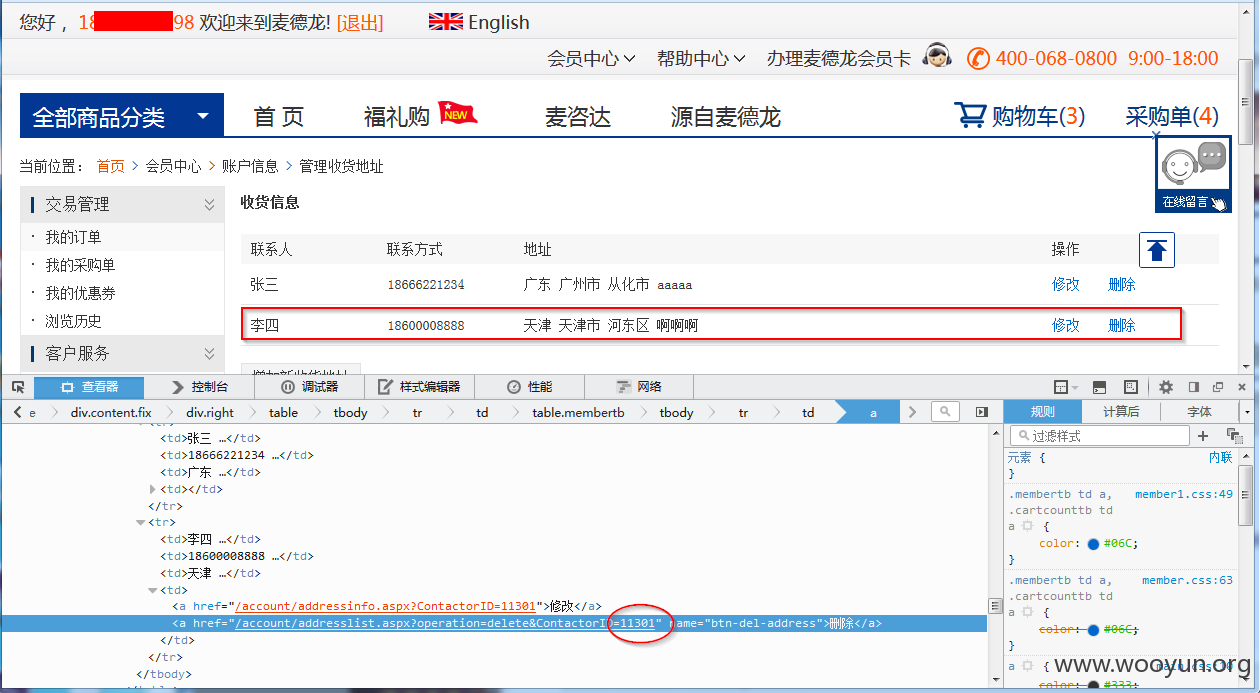 您好，18 98 欢迎来到麦德龙! [退出] English
会员中心 帮助中心 办理麦德龙会员卡 400-068-0800 9:00-18:00
全部商品分类 首 页 福礼购 NEW 麦咨达 源自麦德龙 购物车(3) 采购单(4)
在线留言
当前位置： 首页 > 会员中心 > 账户信息 > 管理收货地址
交易管理
· 我的订单
· 我的采购单
· 我的优惠券
· 浏览历史
客户服务
收货信息
联系人 联系方式 地址 操作
张三 18666221234 广东 广州市 从化市 aaaaa 修改 删除
李四 18600008888 天津 天津市 河东区 啊啊啊 修改 删除
增加新收货地址
查看器 控制台 调试器 样式编辑器 性能 网络
e div.content.fix div.right table tbody tr td table.membertb tbody tr td a
<td>张三 …</td>
<td>18666221234 …</td>
<td>广东 …</td>
<td></td>
</tr>
<tr>
<td>李四 …</td>
<td>18600008888 …</td>
<td>天津 …</td>
<td>
<a href="/account/addressinfo.aspx?ContactorID=11301">修改</a>
<a href="/account/addresslist.aspx?operation=delete&ContactorID=11301" name="btn-del-address">删除</a>
</td>
</tr>
</tbody>
规则 计算后 字体
过滤样式
元素 { 内联
}
.membertb td a, member1.css:49
.cartcounttb td
a {
color: #06C;
}
.membertb td a, member.css:63
.cartcounttb td
a {
color: #06C;
}
a {
color: #333;
www.wooyun.org